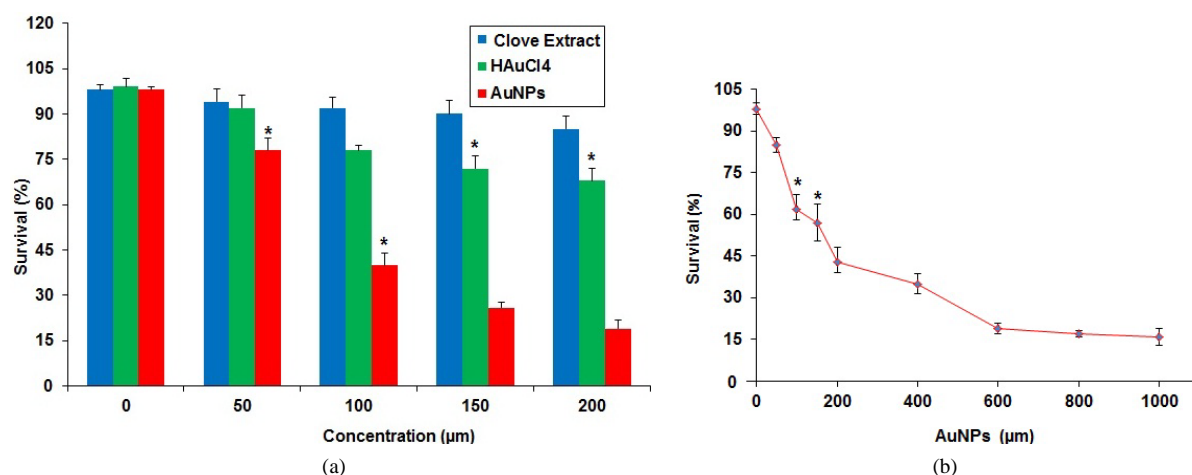 120
105
90
75
60
45
30
15
0
Survival (%)
Clove Extract
HAuCl4
AuNPs
*
*
*
*
0 50 100 150 200
Concentration (µm)
(a)
105
90
75
60
45
30
15
0
Survival (%)
* *
0 200 400 600 800 1000
AuNPs (µm)
(b)